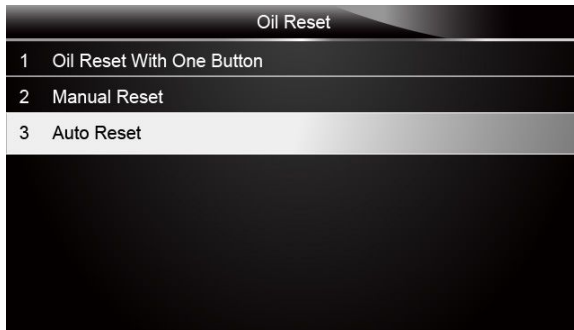 Oil Reset
1 Oil Reset With One Button
2 Manual Reset
3 Auto Reset